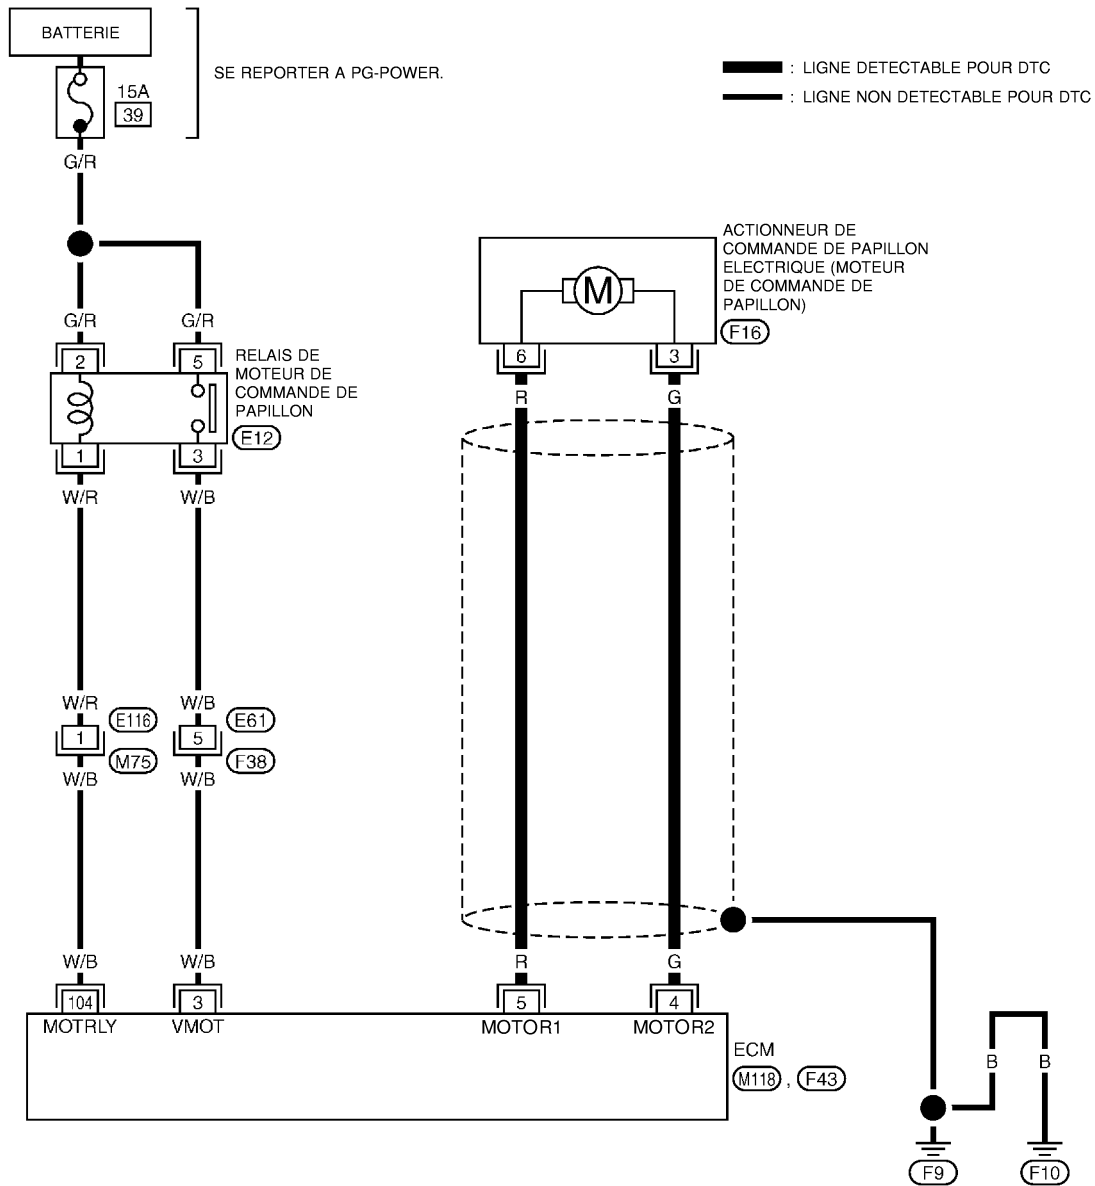 BATTERIE
15A
39
SE REPORTER A PG-POWER.
: LIGNE DETECTABLE POUR DTC
: LIGNE NON DETECTABLE POUR DTC
G/R
G/R
G/R
2
5
RELAIS DE
MOTEUR DE
COMMANDE DE
PAPILLON
E12
1
3
W/R
W/B
W/R
W/B
E116
E61
1
5
M75
F38
W/B
W/B
W/B
W/B
ACTIONNEUR DE
COMMANDE DE PAPILLON
ELECTRIQUE (MOTEUR
DE COMMANDE DE
PAPILLON)
F16
M
6
3
R
G
R
G
104
3
5
4
MOTRLY
VMOT
MOTOR1
MOTOR2
ECM
M118 , F43
B
B
F9
F10